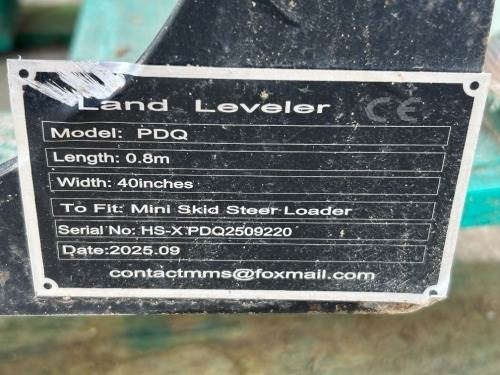 Land Leveler CE
Model: PDQ
Length: 0.8m
Width: 40inches
To Fit: Mini Skid Steer Loader
Serial No: HS-X PDQ2509220
Date:2025.09
contactmms@foxmail.com